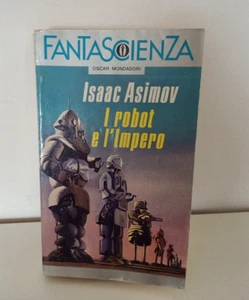 FANTASCIENZA
OSCAR MONDADORI
Isaac Asimov
I robot
e l'Impero